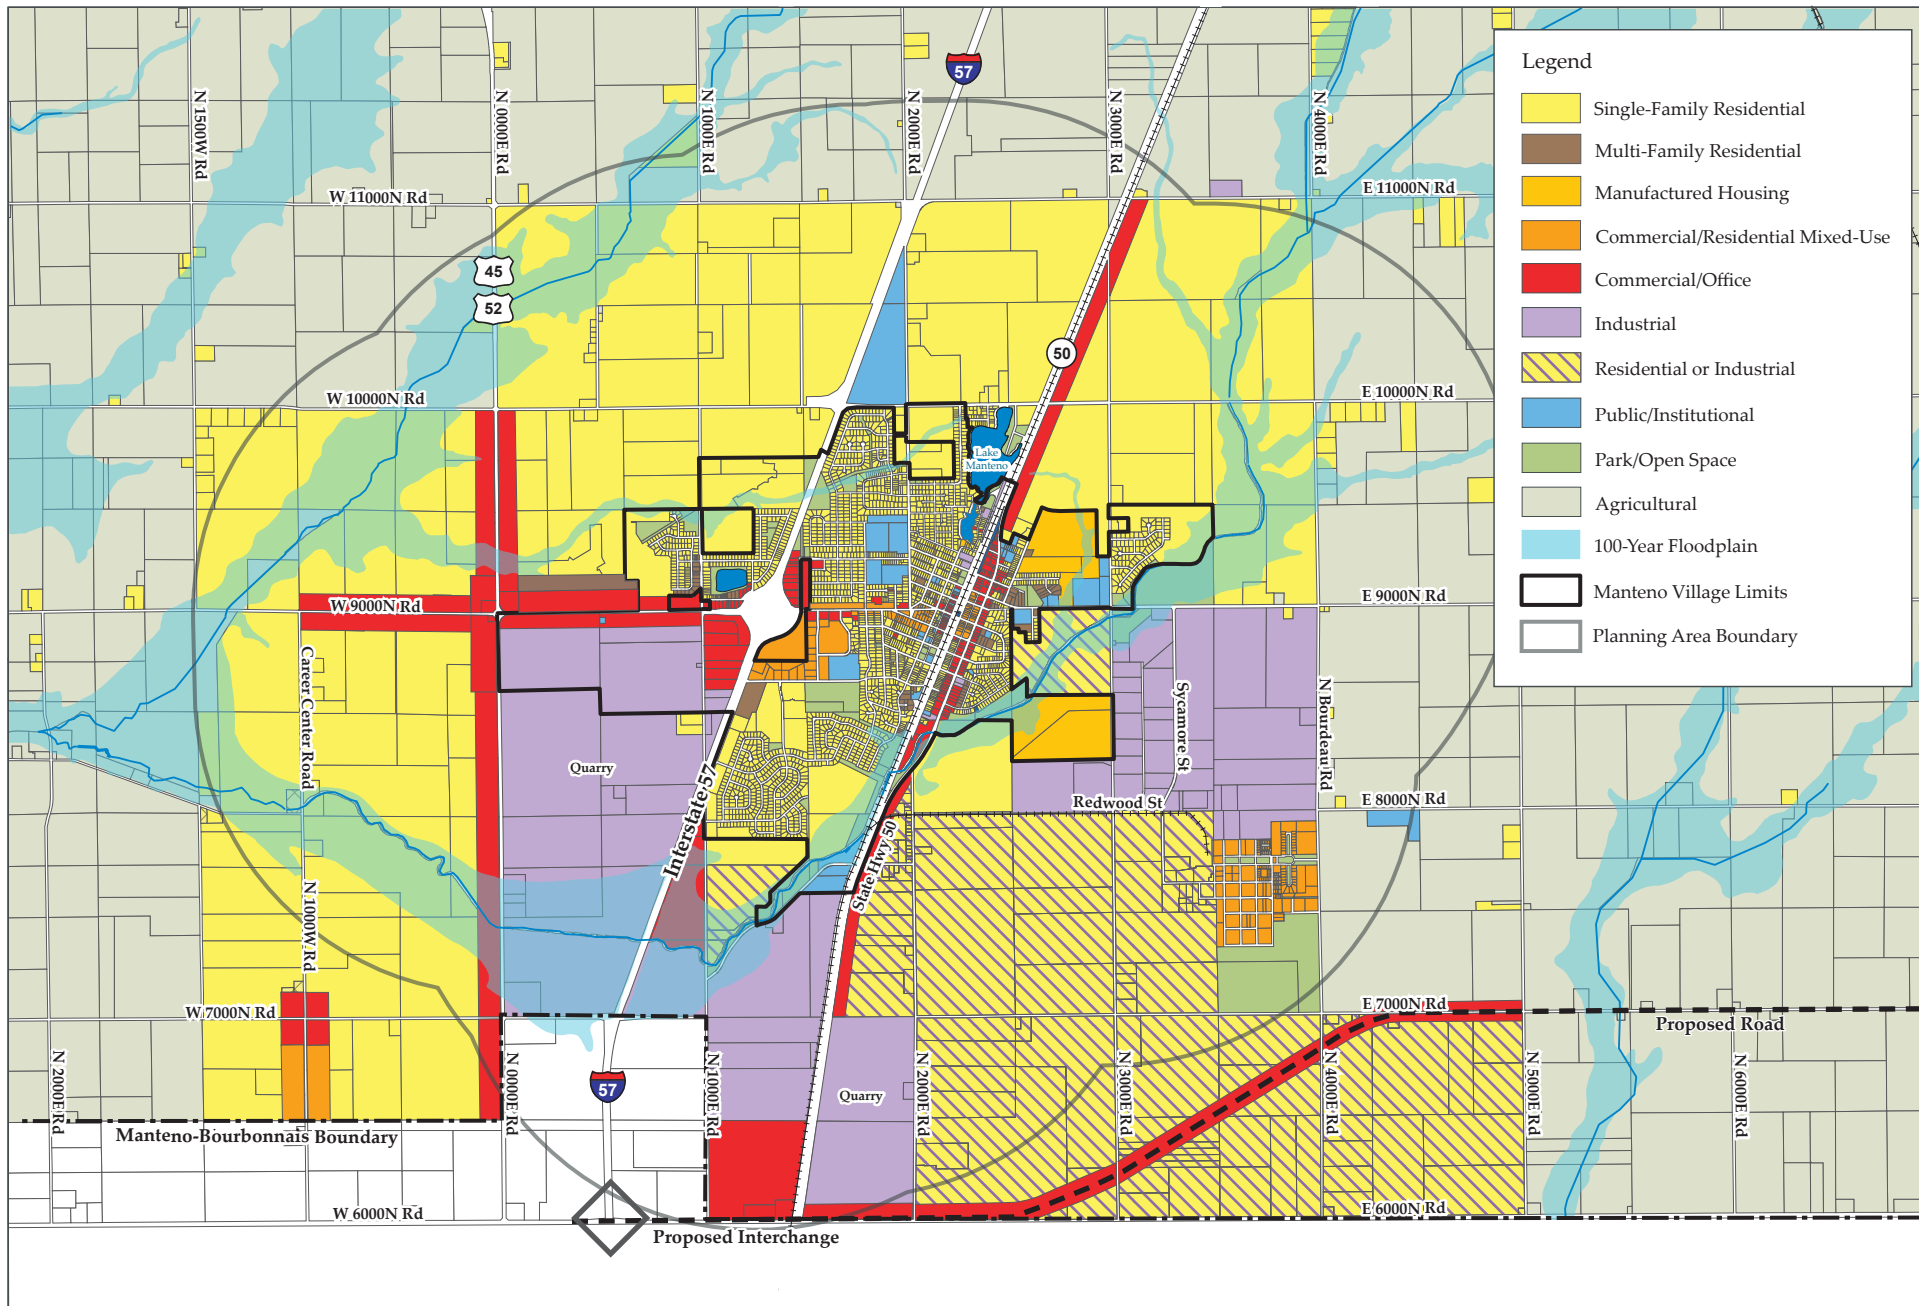 57
Legend
Single-Family Residential
Multi-Family Residential
Manufactured Housing
Commercial/Residential Mixed-Use
Commercial/Office
Industrial
Residential or Industrial
Public/Institutional
Park/Open Space
Agricultural
100-Year Floodplain
Manteno Village Limits
Planning Area Boundary
N 1500W Rd
N 0000E Rd
N 1000E Rd
N 2000E Rd
N 3000E Rd
N 4000E Rd
W 11000N Rd
E 11000N Rd
45
52
50
W 10000N Rd
E 10000N Rd
Lake
Manteno
W 9000N Rd
E 9000N Rd
Career Center Road
Sycamore St
N Bourdeau Rd
Quarry
Interstate 57
Redwood St
E 8000N Rd
State Hwy 50
N 1000W Rd
W 7000N Rd
E 7000N Rd
Proposed Road
N 2000E Rd
N 0000E Rd
57
N 1000E Rd
Quarry
N 2000E Rd
N 3000E Rd
N 4000E Rd
N 5000E Rd
N 6000E Rd
Manteno-Bourbonnais Boundary
W 6000N Rd
E 6000N Rd
Proposed Interchange